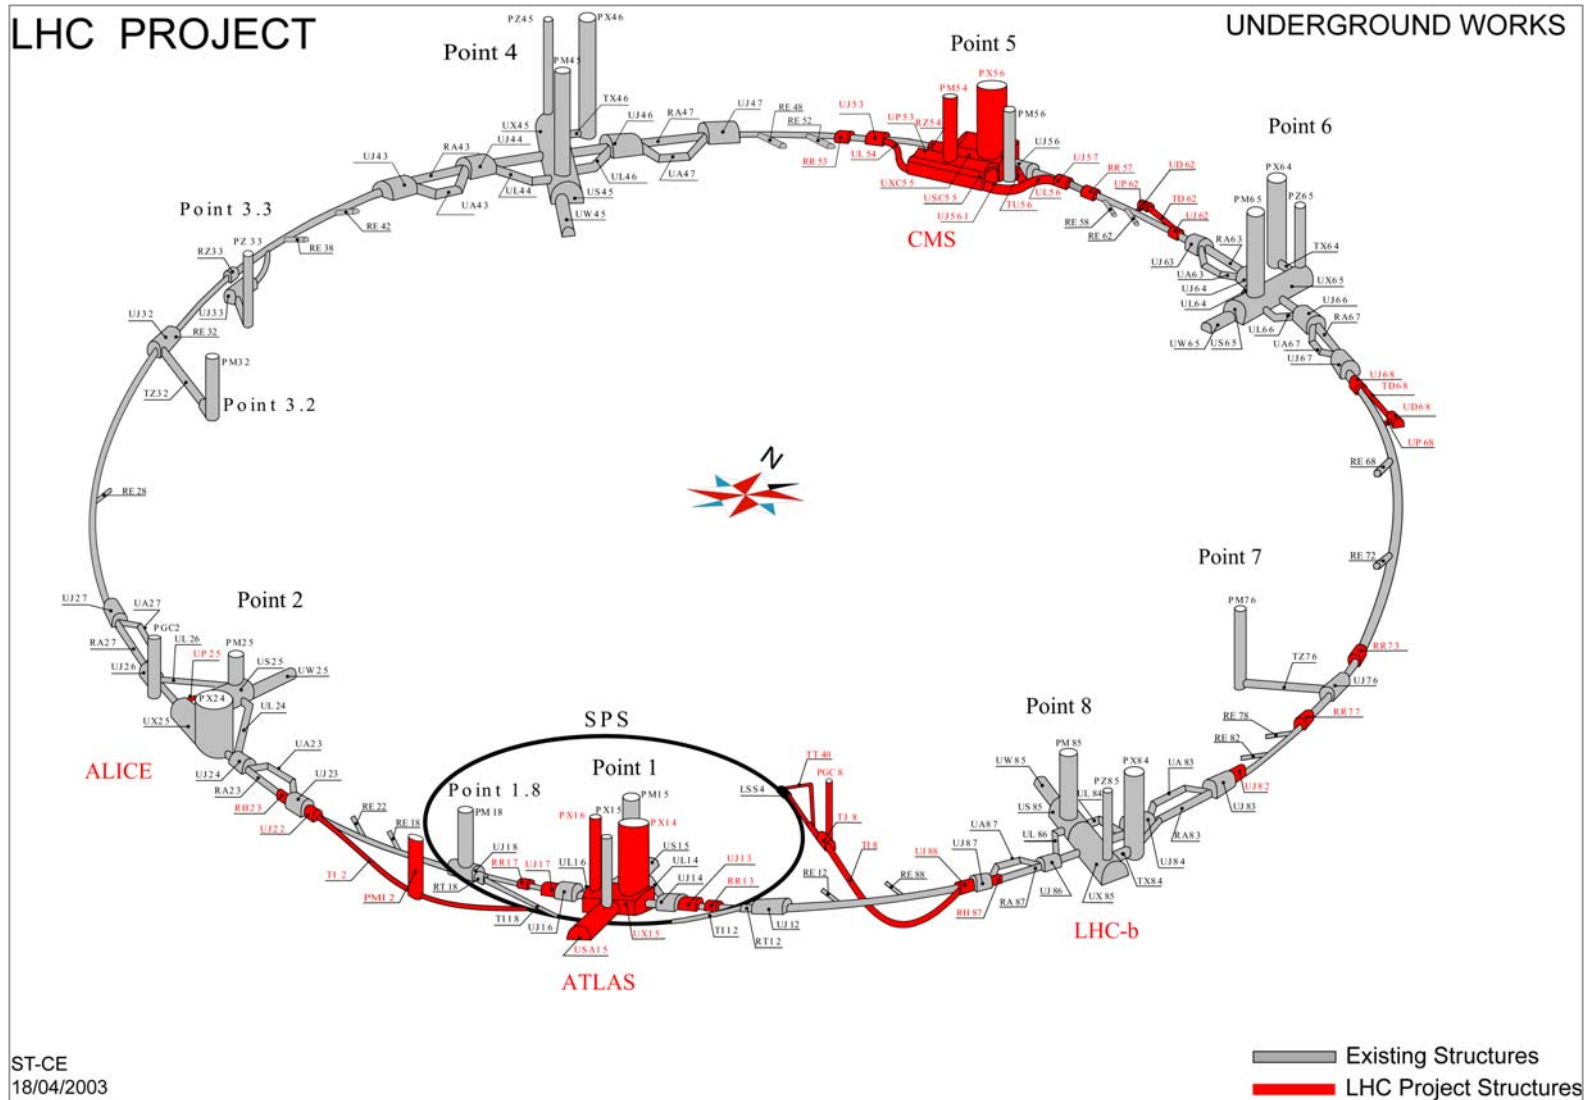 LHC PROJECT
UNDERGROUND WORKS
Point 4
PZ45
PX46
PM45
TX46
UX45
UJ46
RA47
UJ47
UJ44
RA43
UJ43
UA43
UL44
UL46
UA47
US45
UW45
RE48
RE52
Point 5
PX56
PM54
PM56
UJ53
UP53
RZ54
RR53
UL54
UXC55
USC55
UJ561
TU56
UL56
UJ56
UJ57
RR57
CMS
RE58
RE62
UP62
UD62
TD62
UJ62
Point 6
PX64
PM65
PZ65
RA63
UJ63
UA63
UJ64
UL64
TX64
UX65
UJ66
RA67
UL66
UA67
UJ67
UW65
US65
UJ68
TD68
UD68
UP68
RE68
RE72
Point 3.3
PZ33
RZ33
RE42
RE38
UJ33
UJ32
RE32
PM32
TZ32
Point 3.2
N
RE28
Point 2
UJ27
UA27
PGC2
RA27
UL26
UP25
PM25
US25
UW25
UJ26
PX24
UX25
UL24
ALICE
UA23
UJ24
UJ23
RA23
RH23
UJ22
RE22
RE18
TI2
PMI2
SPS
Point 1
Point 1.8
PM18
PX16
PX15
PM15
PX14
UJ18
RR17
UJ17
UL16
US15
UL14
UJ13
RT18
UJ14
RR13
TI18
UJ16
USA15
UX15
TI12
RT12
UJ12
ATLAS
TT40
PGC8
LSS4
TJ8
TI8
RE12
RE88
Point 7
PM76
TZ76
RR73
UJ76
RR77
RE78
RE82
Point 8
PM85
UW85
PX84
PZ85
UA83
UL84
US85
UJ82
UJ83
UL86
RA83
UA87
UJ87
UJ88
UJ84
TX84
RH87
RA87
UJ86
UX85
LHC-b
ST-CE
18/04/2003
Existing Structures
LHC Project Structures